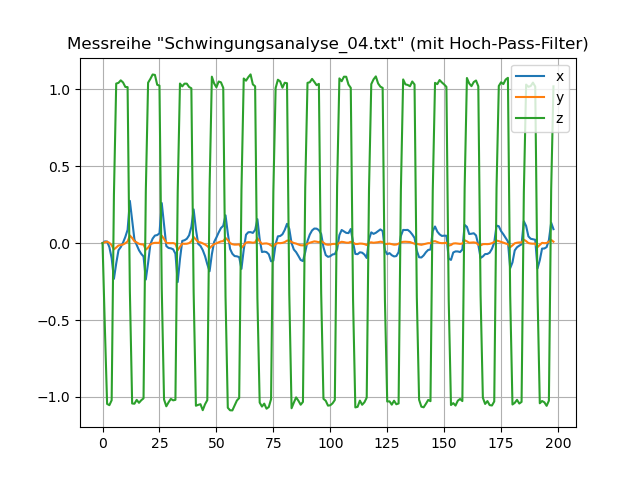 Messreihe "Schwingungsanalyse_04.txt" (mit Hoch-Pass-Filter)
x
y
z
1.0
0.5
0.0
−0.5
−1.0
0 25 50 75 100 125 150 175 200